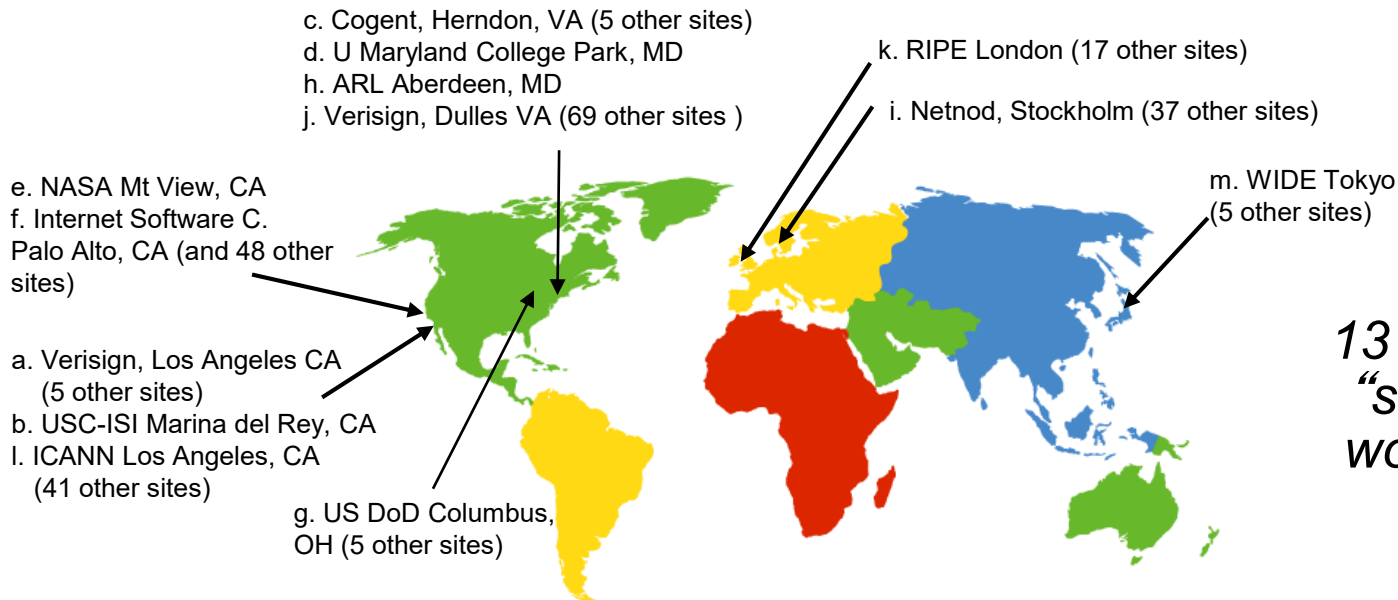 c. Cogent, Herndon, VA (5 other sites)
d. U Maryland College Park, MD
h. ARL Aberdeen, MD
j. Verisign, Dulles VA (69 other sites )
k. RIPE London (17 other sites)
i. Netnod, Stockholm (37 other sites)
m. WIDE Tokyo
(5 other sites)
e. NASA Mt View, CA
f. Internet Software C.
Palo Alto, CA (and 48 other
sites)
a. Verisign, Los Angeles CA
(5 other sites)
b. USC-ISI Marina del Rey, CA
l. ICANN Los Angeles, CA
(41 other sites)
g. US DoD Columbus,
OH (5 other sites)
13